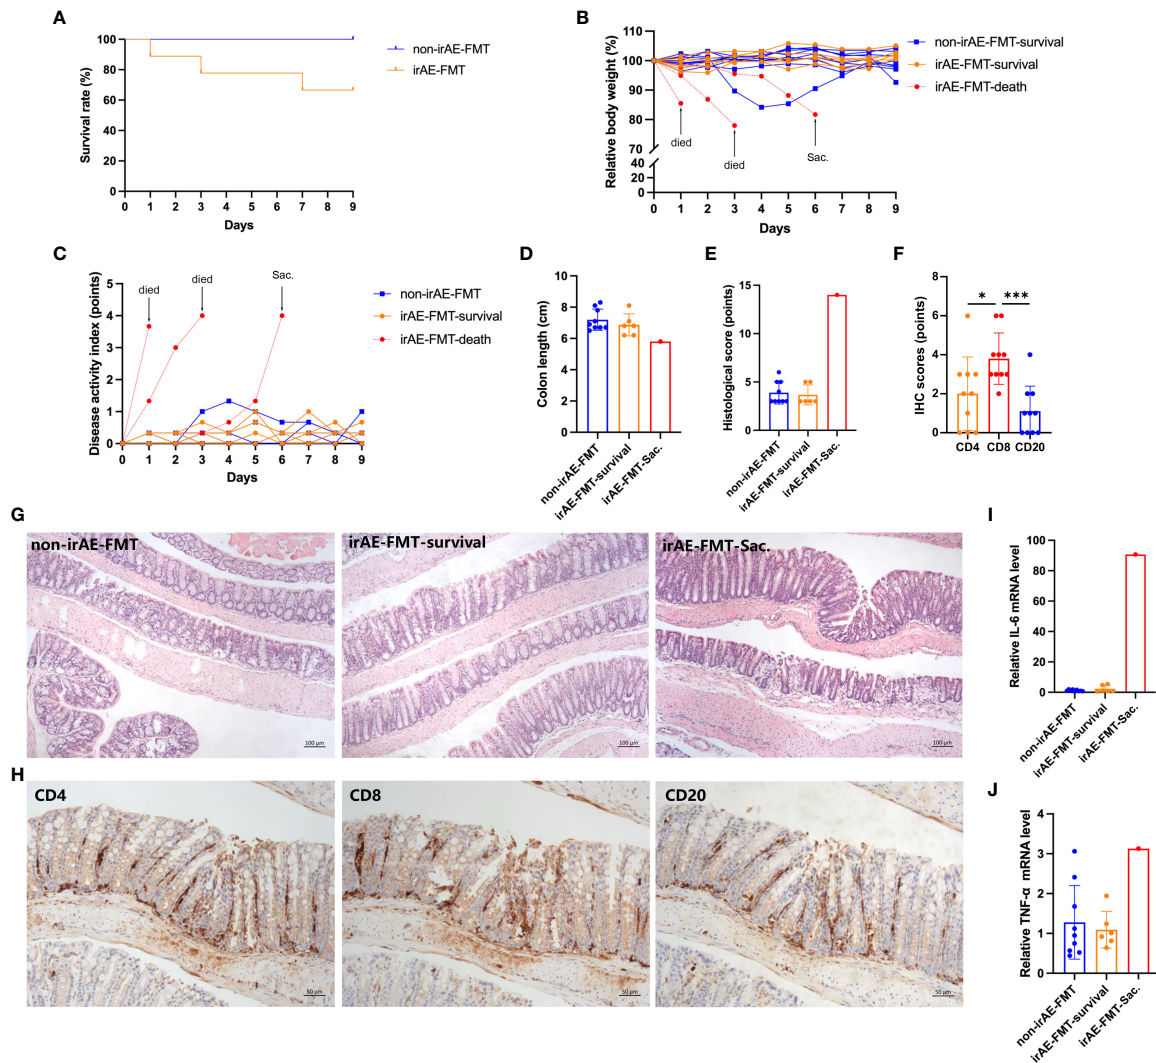 A
Survival rate (%)
100
80
60
40
20
0
0 1 2 3 4 5 6 7 8 9
Days
non-irAE-FMT
irAE-FMT
B
Relative body weight (%)
110
100
90
80
70
40
20
0
0 1 2 3 4 5 6 7 8 9
Days
died
died
Sac.
non-irAE-FMT-survival
irAE-FMT-survival
irAE-FMT-death
C
Disease activity index (points)
5
4
3
2
1
0
0 1 2 3 4 5 6 7 8 9
Days
died
died
Sac.
non-irAE-FMT
irAE-FMT-survival
irAE-FMT-death
D
Colon length (cm)
10
8
6
4
2
0
non-irAE-FMT
irAE-FMT-survival
irAE-FMT-Sac.
E
Histological score (points)
15
10
5
0
non-irAE-FMT
irAE-FMT-survival
irAE-FMT-Sac.
F
IHC scores (points)
8
6
4
2
0
* ***
CD4 CD8 CD20
G
non-irAE-FMT
100 μm
irAE-FMT-survival
100 μm
irAE-FMT-Sac.
100 μm
H
CD4
50 μm
CD8
50 μm
CD20
50 μm
I
Relative IL-6 mRNA level
100
80
60
40
20
0
non-irAE-FMT
irAE-FMT-survival
irAE-FMT-Sac.
J
Relative TNF-α mRNA level
4
3
2
1
0
non-irAE-FMT
irAE-FMT-survival
irAE-FMT-Sac.